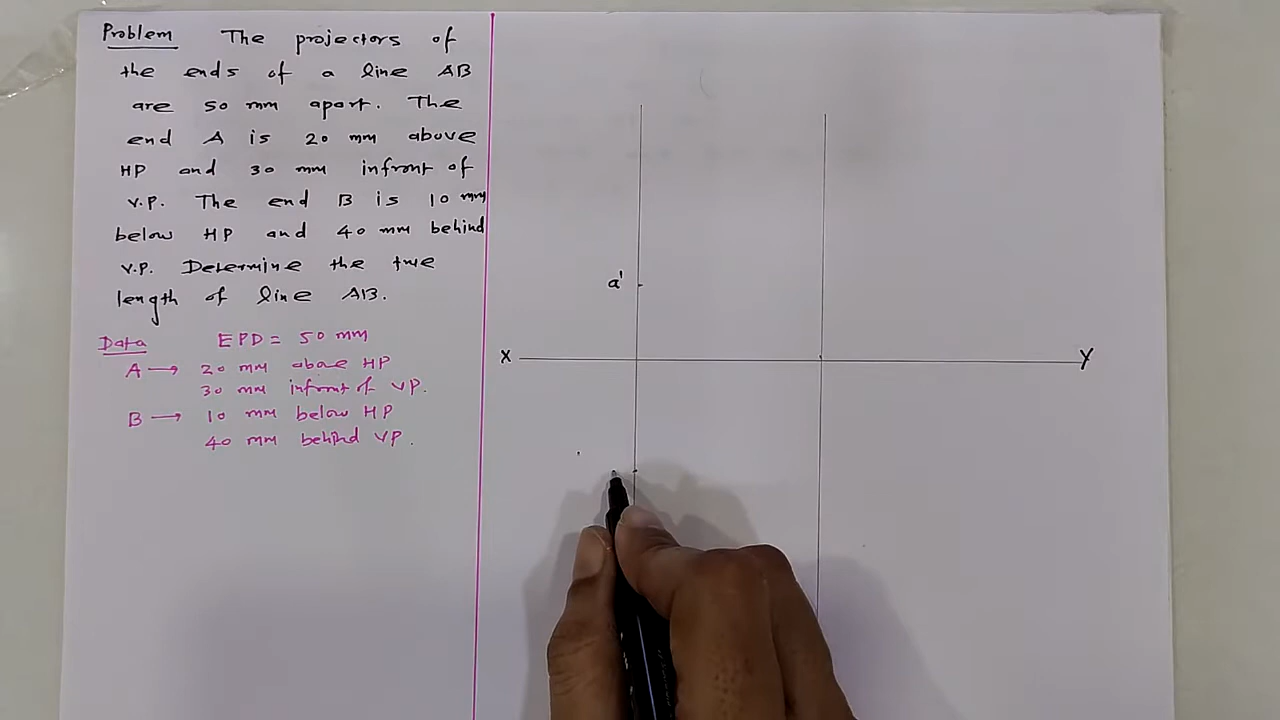 Problem The projectors of
the ends of a line AB
are 50 mm apart. The
end A is 20 mm above
HP and 30 mm infront of
V.P. The end B is 10 mm
below HP and 40 mm behind
V.P. Determine the true
length of line AB.
Data EPD = 50 mm
A → 20 mm above HP
30 mm infront of VP.
B → 10 mm below HP
40 mm behind VP.
a'
X Y